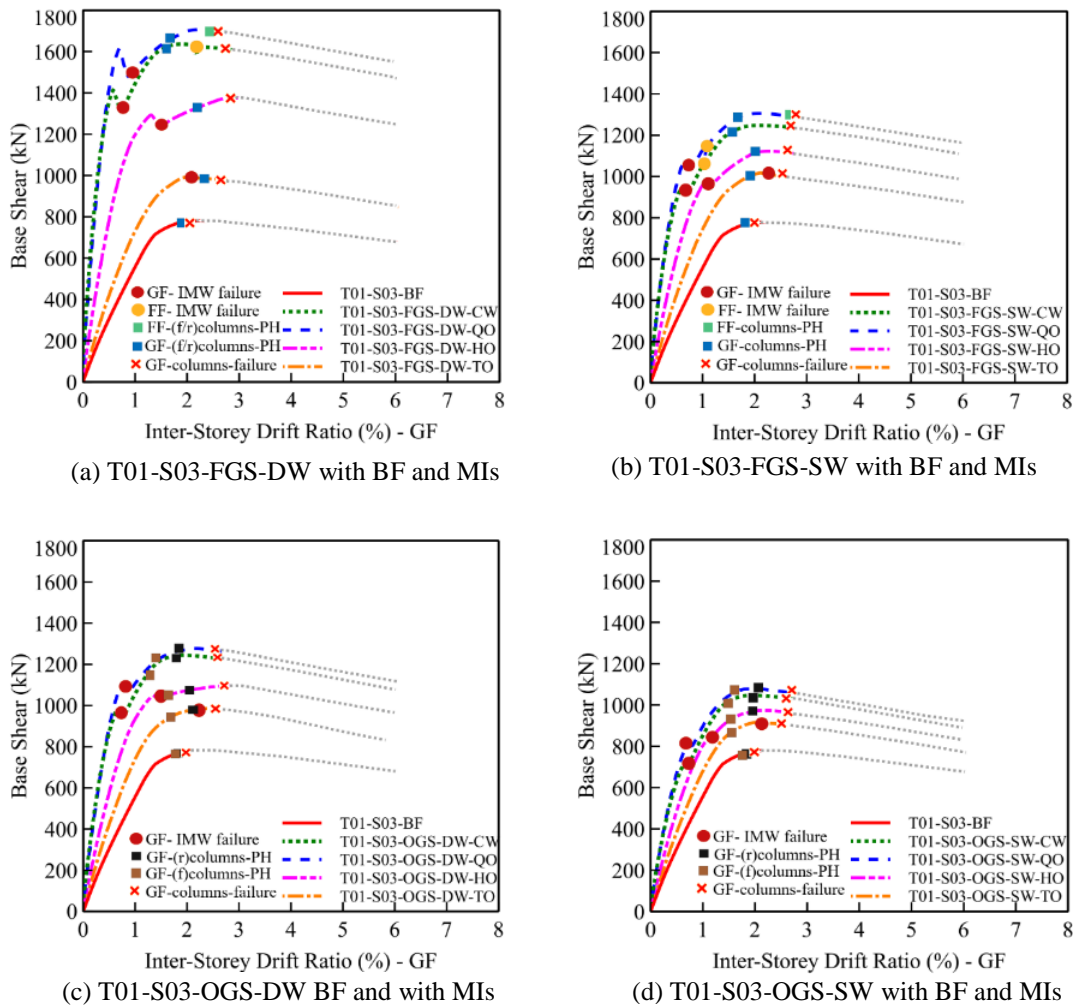 1800
1600
1400
1200
1000
800
600
400
200
0
Base Shear (kN)
GF- IMW failure
FF- IMW failure
FF-(f/r)columns-PH
GF-(f/r)columns-PH
GF-columns-failure
T01-S03-BF
T01-S03-FGS-DW-CW
T01-S03-FGS-DW-QO
T01-S03-FGS-DW-HO
T01-S03-FGS-DW-TO
0 1 2 3 4 5 6 7 8
Inter-Storey Drift Ratio (%) - GF
(a) T01-S03-FGS-DW with BF and MIs
1800
1600
1400
1200
1000
800
600
400
200
0
Base Shear (kN)
GF- IMW failure
FF- IMW failure
FF-columns-PH
GF-columns-PH
GF-columns-failure
T01-S03-BF
T01-S03-FGS-SW-CW
T01-S03-FGS-SW-QO
T01-S03-FGS-SW-HO
T01-S03-FGS-SW-TO
0 1 2 3 4 5 6 7 8
Inter-Storey Drift Ratio (%) - GF
(b) T01-S03-FGS-SW with BF and MIs
1800
1600
1400
1200
1000
800
600
400
200
0
Base Shear (kN)
GF- IMW failure
GF-(r)columns-PH
GF-(f)columns-PH
GF-columns-failure
T01-S03-BF
T01-S03-OGS-DW-CW
T01-S03-OGS-DW-QO
T01-S03-OGS-DW-HO
T01-S03-OGS-DW-TO
0 1 2 3 4 5 6 7 8
Inter-Storey Drift Ratio (%) - GF
(c) T01-S03-OGS-DW BF and with MIs
1800
1600
1400
1200
1000
800
600
400
200
0
Base Shear (kN)
GF- IMW failure
GF-(r)columns-PH
GF-(f)columns-PH
GF-columns-failure
T01-S03-BF
T01-S03-OGS-SW-CW
T01-S03-OGS-SW-QO
T01-S03-OGS-SW-HO
T01-S03-OGS-SW-TO
0 1 2 3 4 5 6 7 8
Inter-Storey Drift Ratio (%) - GF
(d) T01-S03-OGS-SW with BF and MIs